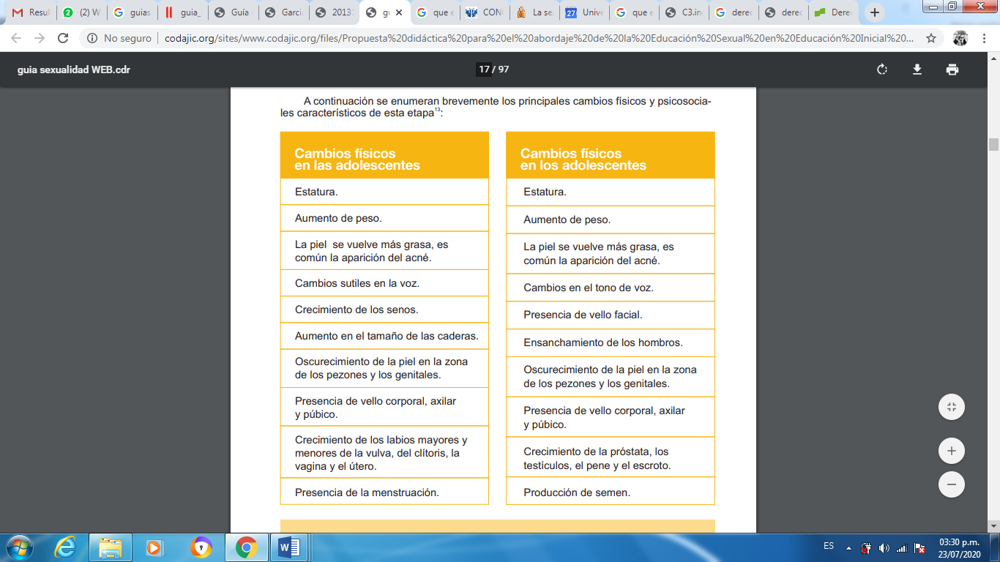 Resul
(2) W
guias
guia_
Guía
Garcia
20132
gu
que e
CONC
La se
Unive
que e
C3.in
derec
derec
Derec
No seguro
codajic.org/sites/www.codajic.org/files/Propuesta%20didáctica%20para%20el%20abordaje%20de%20la%20Educación%20Sexual%20en%20Educación%20Inicial%20...
guia sexualidad WEB.cdr
17 / 97
A continuación se enumeran brevemente los principales cambios físicos y psicosocia-
les característicos de esta etapa13:
Cambios físicos
en las adolescentes
Estatura.
Aumento de peso.
La piel se vuelve más grasa, es
común la aparición del acné.
Cambios sutiles en la voz.
Crecimiento de los senos.
Aumento en el tamaño de las caderas.
Oscurecimiento de la piel en la zona
de los pezones y los genitales.
Presencia de vello corporal, axilar
y púbico.
Crecimiento de los labios mayores y
menores de la vulva, del clítoris, la
vagina y el útero.
Presencia de la menstruación.
Cambios físicos
en los adolescentes
Estatura.
Aumento de peso.
La piel se vuelve más grasa, es
común la aparición del acné.
Cambios en el tono de voz.
Presencia de vello facial.
Ensanchamiento de los hombros.
Oscurecimiento de la piel en la zona
de los pezones y los genitales.
Presencia de vello corporal, axilar
y púbico.
Crecimiento de la próstata, los
testículos, el pene y el escroto.
Producción de semen.
ES
03:30 p.m.
23/07/2020